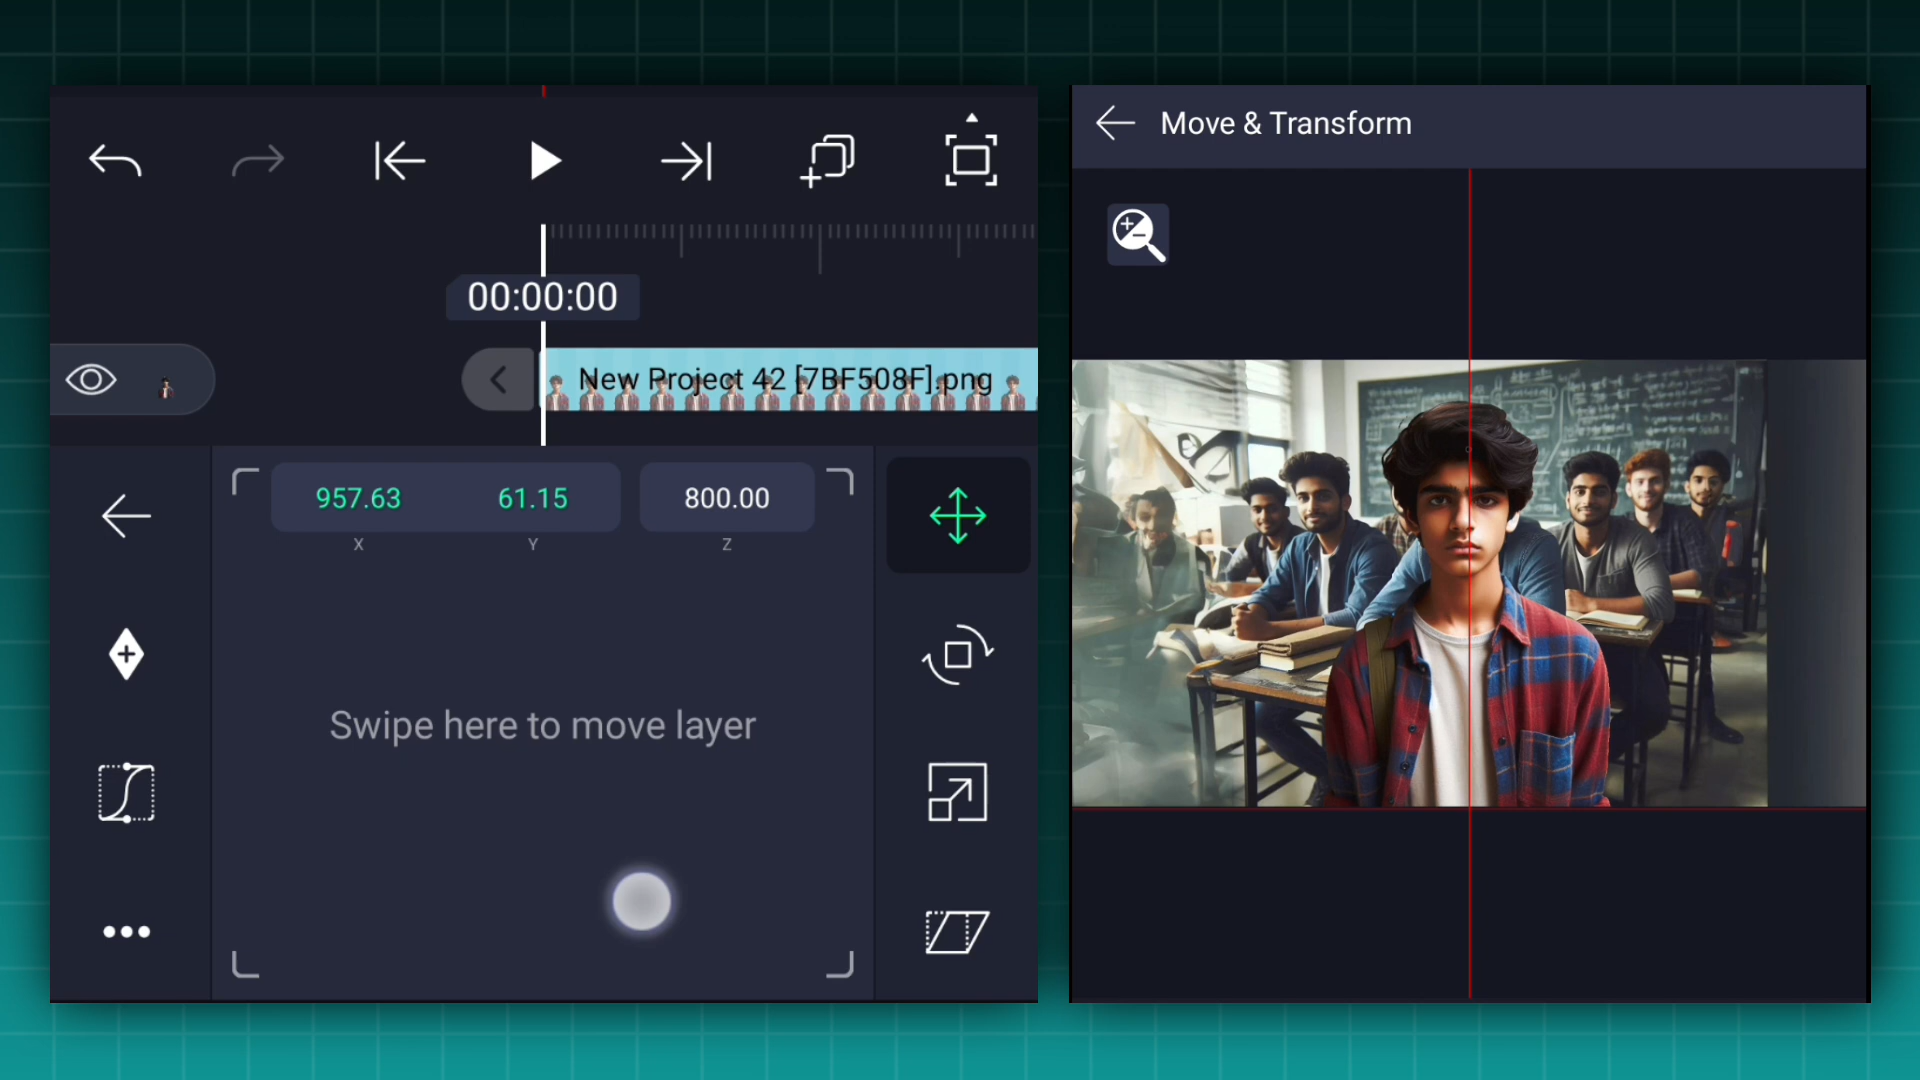 Move & Transform
00:00:00
New Project 42 [7BF508F].png
957.63 61.15 800.00
X Y Z
Swipe here to move layer